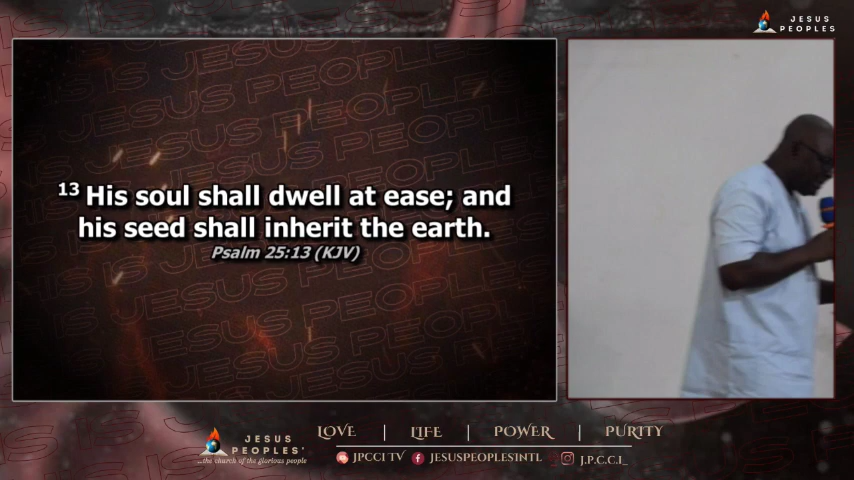 JESUS
PEOPLES
13 His soul shall dwell at ease; and
his seed shall inherit the earth.
Psalm 25:13 (KJV)
JESUS
PEOPLES'
...the church of the glorious people
LOVE | LIFE | POWER | PURITY
JPCCI TV JESUSPEOPLESINTL J.P.C.C.I_